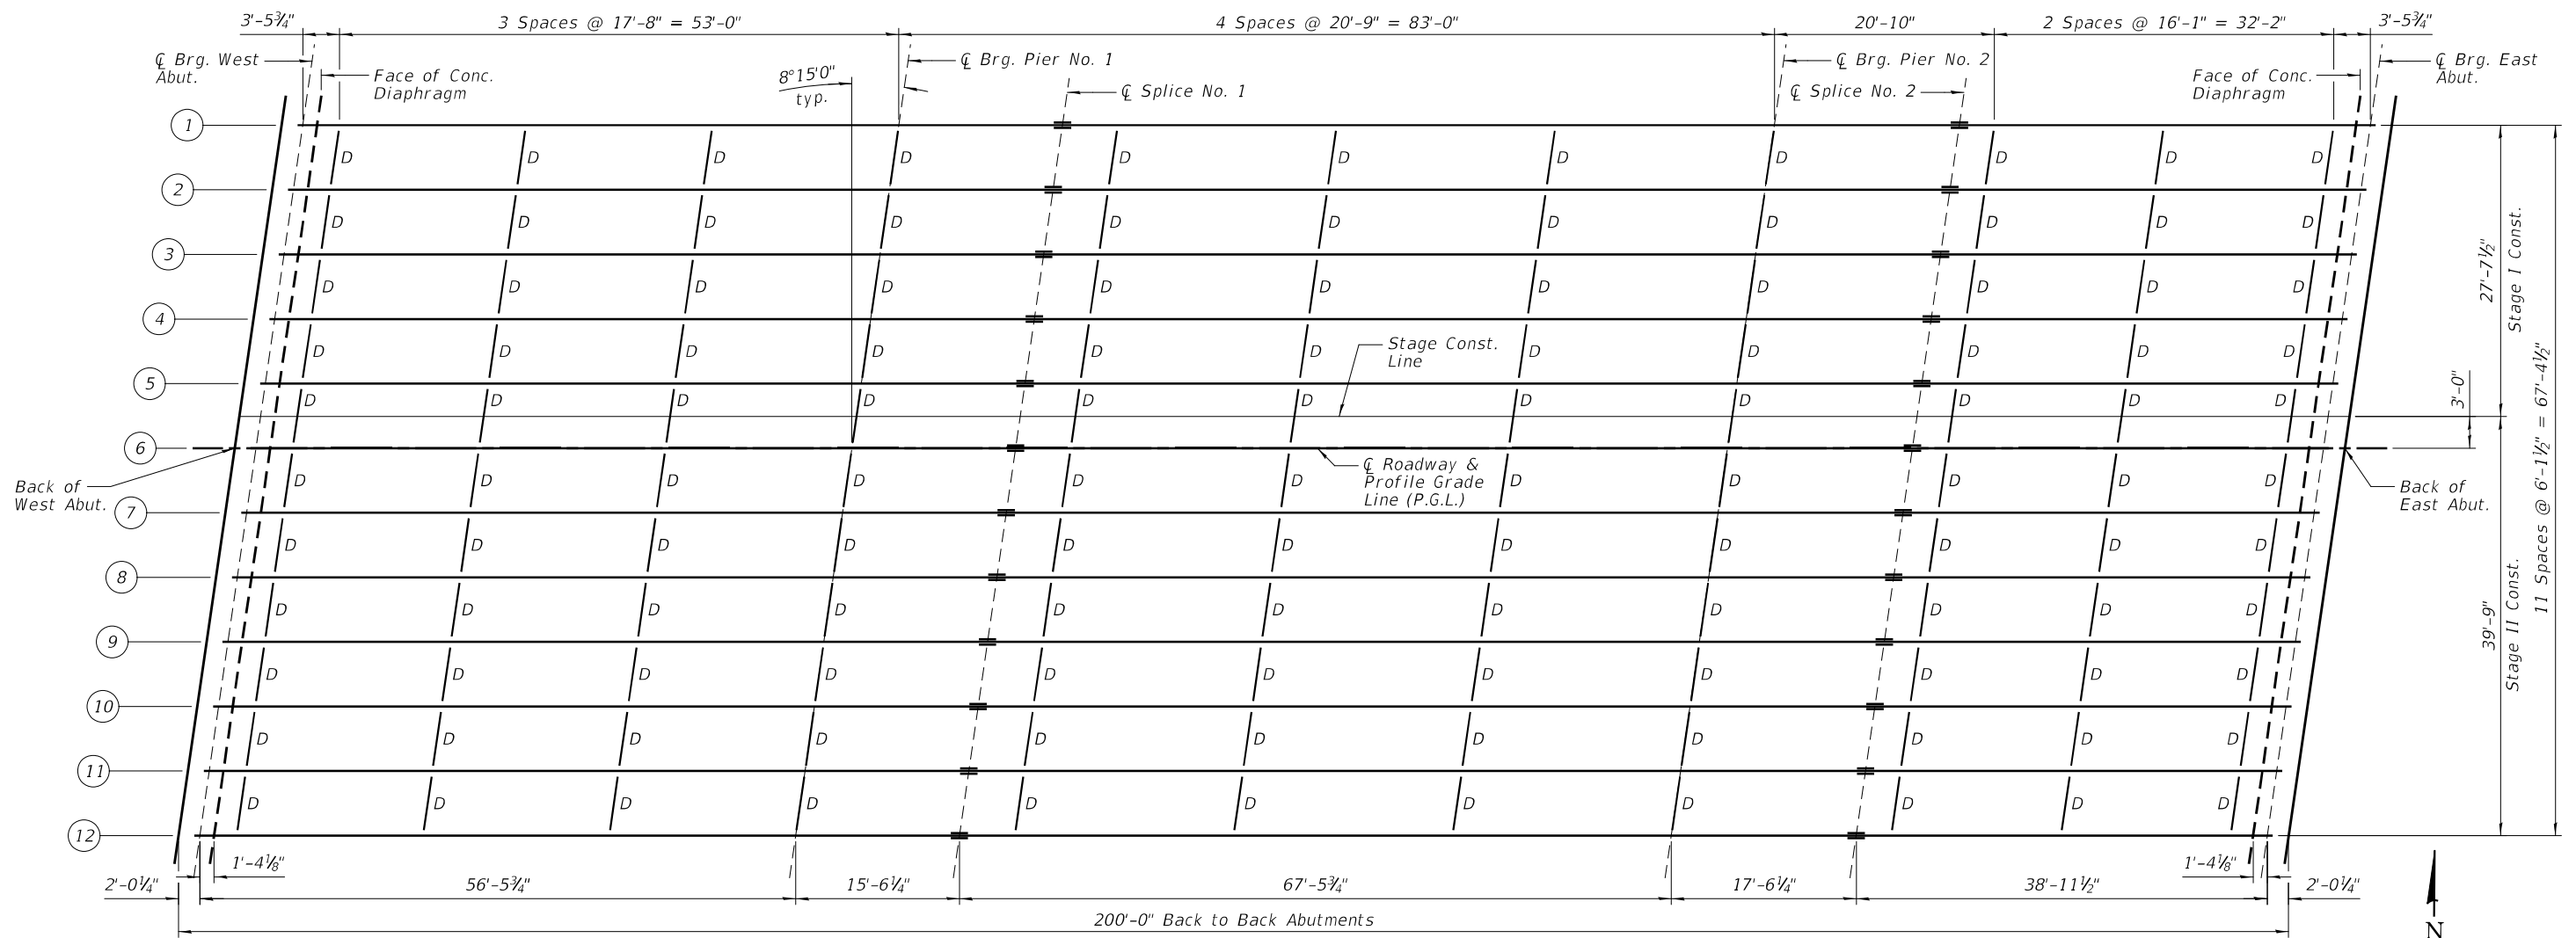 3'-5¾"
3 Spaces @ 17'-8" = 53'-0"
4 Spaces @ 20'-9" = 83'-0"
20'-10"
2 Spaces @ 16'-1" = 32'-2"
3'-5¾"
℄ Brg. West
Abut.
Face of Conc.
Diaphragm
8°15'0"
typ.
℄ Brg. Pier No. 1
℄ Splice No. 1
℄ Brg. Pier No. 2
℄ Splice No. 2
Face of Conc.
Diaphragm
℄ Brg. East
Abut.
1
D D D D D D D D D D D
2
D D D D D D D D D D D
3
D D D D D D D D D D D
4
D D D D D D D D D D D
Stage Const.
Line
5
D D D D D D D D D D D
6
℄ Roadway &
Profile Grade
Line (P.G.L.)
Back of
West Abut.
Back of
East Abut.
D D D D D D D D D D D
7
D D D D D D D D D D D
8
D D D D D D D D D D D
9
D D D D D D D D D D D
10
D D D D D D D D D D D
11
D D D D D D D D D D D
12
27'-7½"
Stage I Const.
3'-0"
39'-9"
Stage II Const.
11 Spaces @ 6'-1½" = 67'-4½"
2'-0¼"
1'-4⅛"
56'-5¾"
15'-6¼"
67'-5¾"
17'-6¼"
38'-11½"
1'-4⅛"
2'-0¼"
200'-0" Back to Back Abutments
N